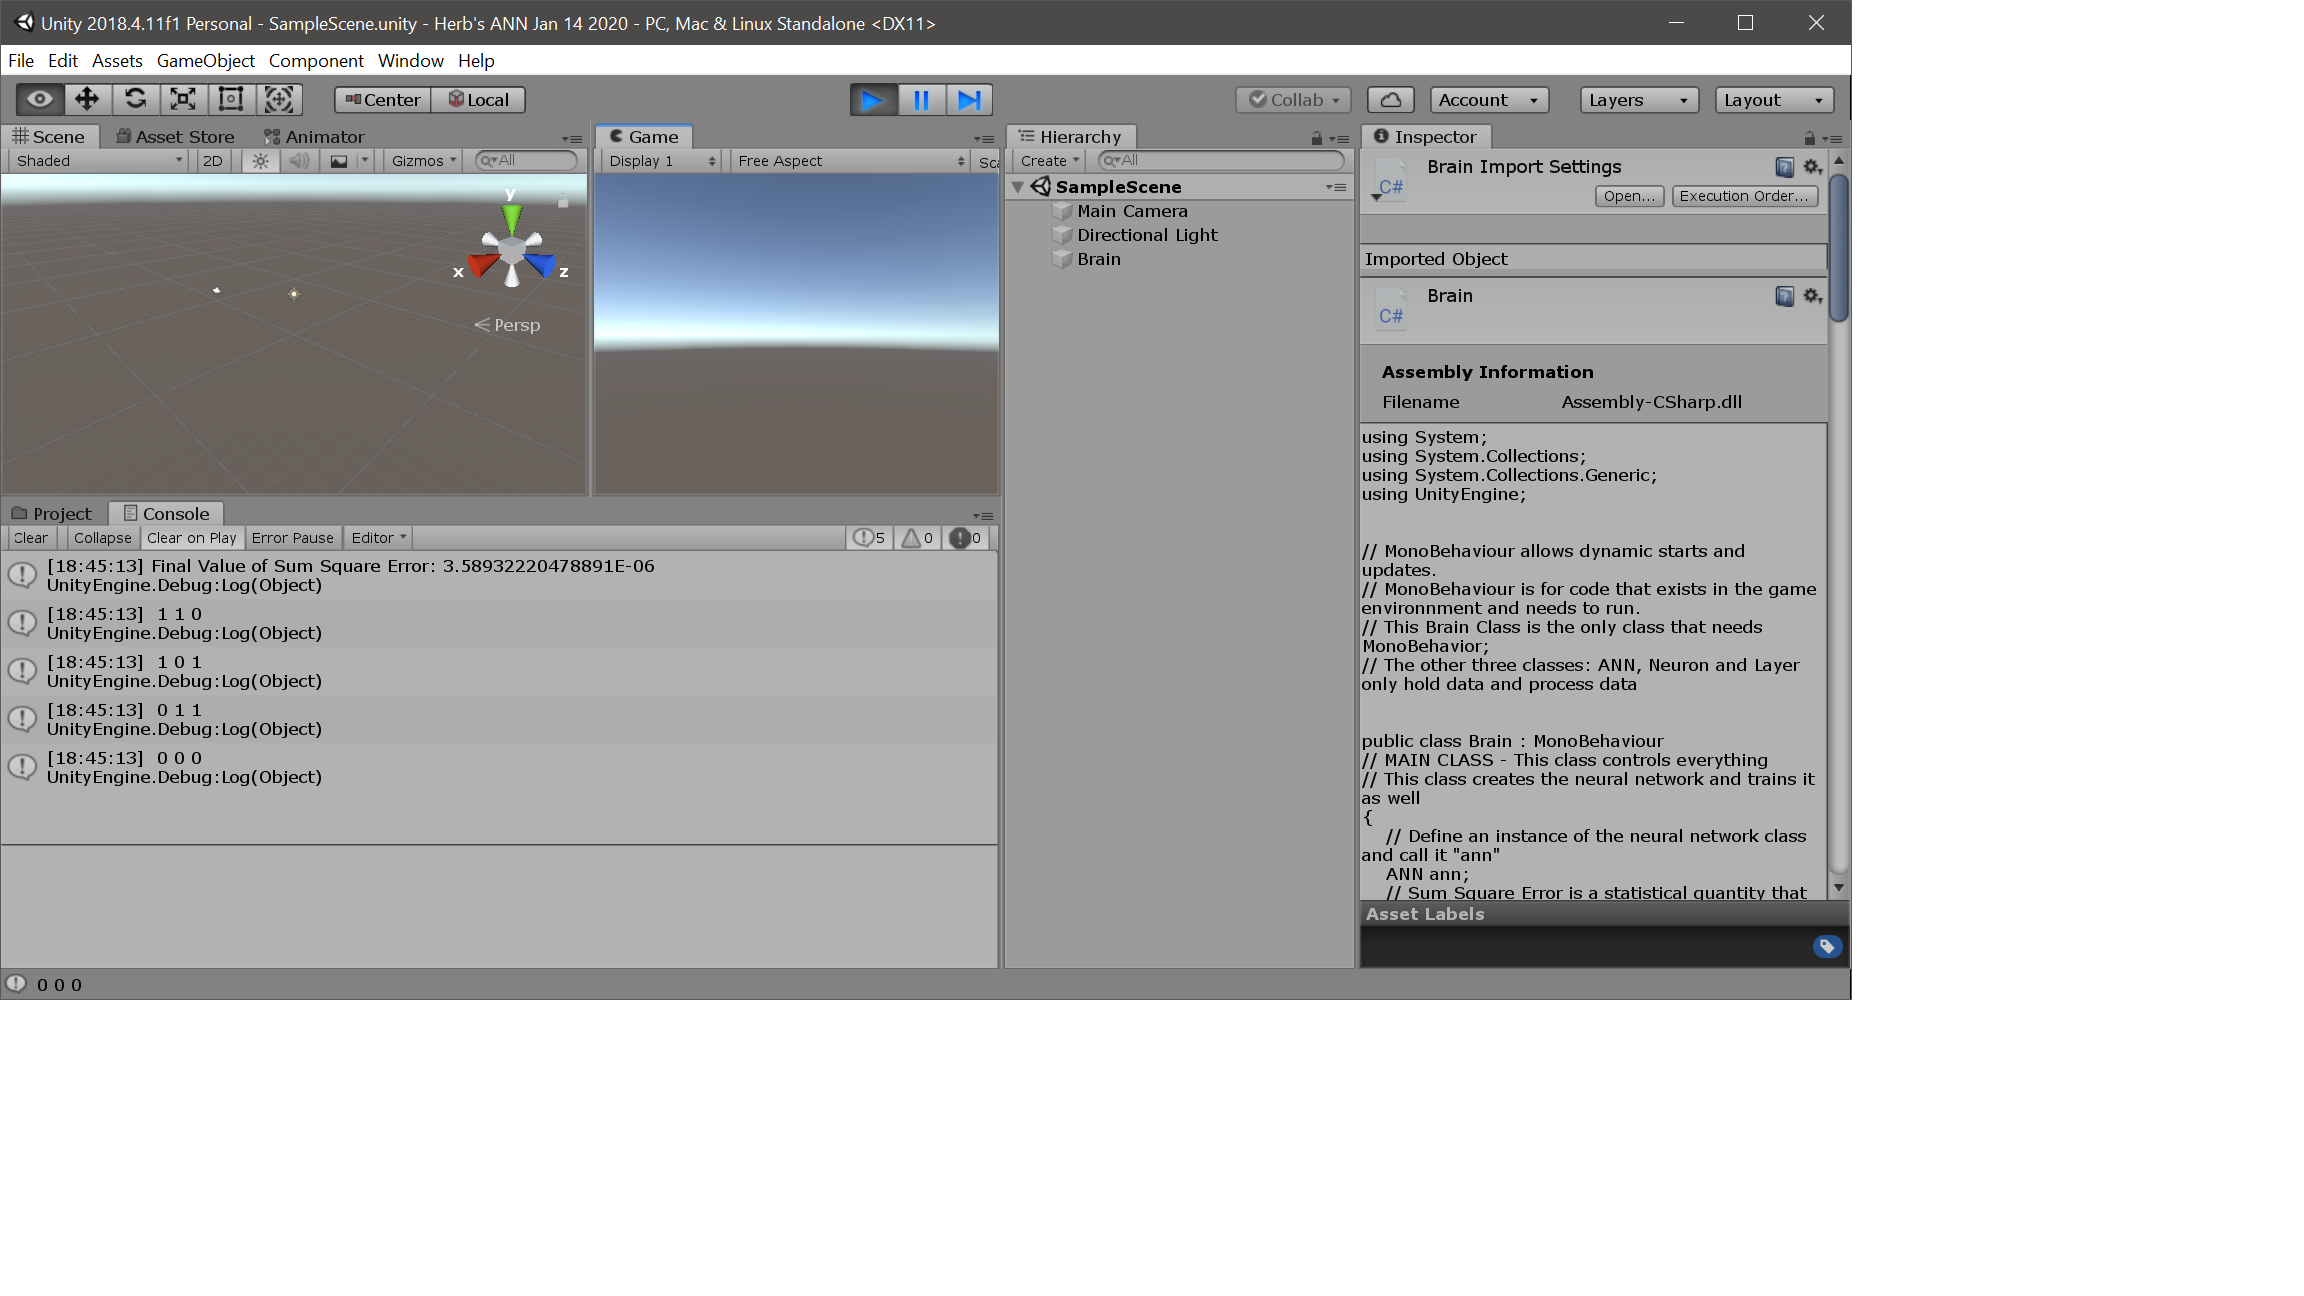 Unity 2018.4.11f1 Personal - SampleScene.unity - Herb's ANN Jan 14 2020 - PC, Mac & Linux Standalone <DX11>
File Edit Assets GameObject Component Window Help
Center Local Collab Account Layers Layout
Scene Asset Store Animator
Shaded 2D Gizmos All
y
x z
Persp
Game
Display 1 Free Aspect Sca
Hierarchy
Create All
SampleScene
Main Camera
Directional Light
Brain
Project Console
Clear Collapse Clear on Play Error Pause Editor 5 0 0
[18:45:13] Final Value of Sum Square Error: 3.58932220478891E-06
UnityEngine.Debug:Log(Object)
[18:45:13] 1 1 0
UnityEngine.Debug:Log(Object)
[18:45:13] 1 0 1
UnityEngine.Debug:Log(Object)
[18:45:13] 0 1 1
UnityEngine.Debug:Log(Object)
[18:45:13] 0 0 0
UnityEngine.Debug:Log(Object)
0 0 0
Inspector
C# Brain Import Settings
Open... Execution Order...
Imported Object
Brain
C#
Assembly Information
Filename Assembly-CSharp.dll
using System;
using System.Collections;
using System.Collections.Generic;
using UnityEngine;
// MonoBehaviour allows dynamic starts and
updates.
// MonoBehaviour is for code that exists in the game
environnment and needs to run.
// This Brain Class is the only class that needs
MonoBehavior;
// The other three classes: ANN, Neuron and Layer
only hold data and process data
public class Brain : MonoBehaviour
// MAIN CLASS - This class controls everything
// This class creates the neural network and trains it
as well
{
// Define an instance of the neural network class
and call it "ann"
ANN ann;
// Sum Square Error is a statistical quantity that
Asset Labels